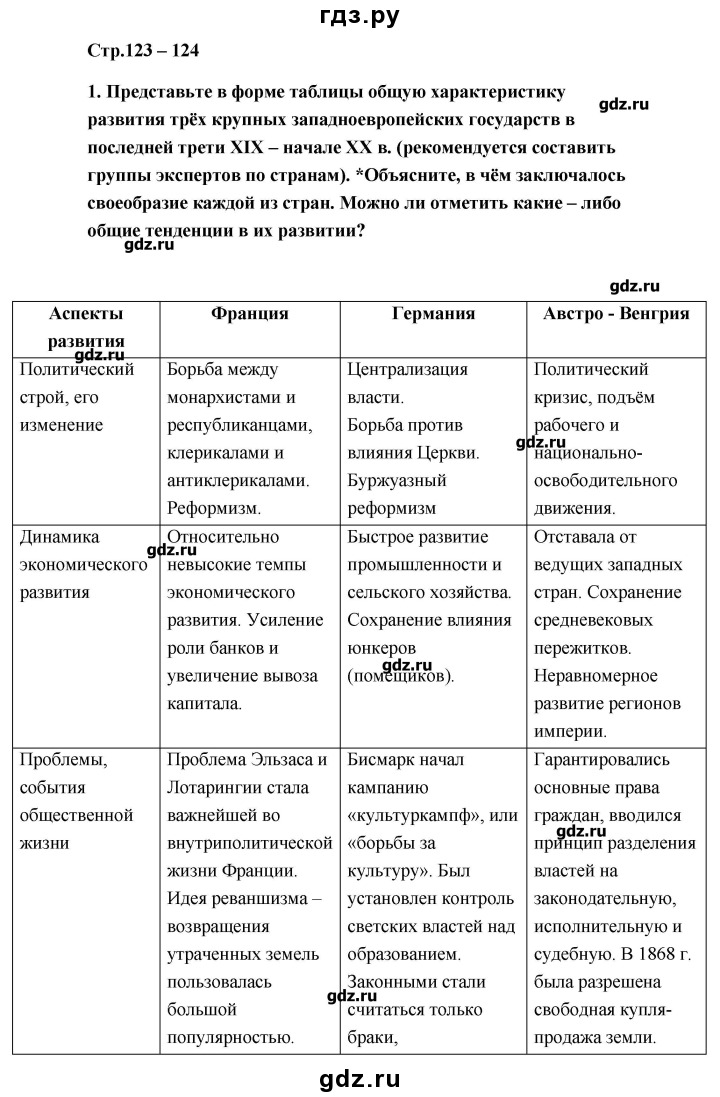 гдз.ру
Стр.123 – 124
1. Представьте в форме таблицы общую характеристику
gdz.ru
развития трёх крупных западноевропейских государств в
последней трети XIX – начале XX в. (рекомендуется составить
группы экспертов по странам). *Объясните, в чём заключалось
своеобразие каждой из стран. Можно ли отметить какие – либо
общие тенденции в их развитии?
gdz.ru
gdz.ru
Аспекты
развития
gdz.ru
Франция
Германия
Австро - Венгрия
Политический
строй, его
изменение
Борьба между
монархистами и
республиканцами,
клерикалами и
антиклерикалами.
Реформизм.
Централизация
власти.
Борьба против
влияния Церкви.
Буржуазный
реформизм
Политический
кризис, подъём
рабочего и
gdz.ru
национально-
освободительного
движения.
Динамика
экономического
развития
gdz.ru
Относительно
невысокие темпы
экономического
развития. Усиление
роли банков и
увеличение вывоза
капитала.
Быстрое развитие
промышленности и
сельского хозяйства.
Сохранение влияния
юнкеров
gdz.ru
(помещиков).
Отставала от
ведущих западных
стран. Сохранение
средневековых
пережитков.
Неравномерное
развитие регионов
империи.
Проблемы,
события
общественной
жизни
Проблема Эльзаса и
Лотарингии стала
важнейшей во
внутриполитической
жизни Франции.
Идея реваншизма –
возвращения
утраченных земель
пользовалась
большой
популярностью.
Бисмарк начал
кампанию
«культуркампф», или
«борьбы за
культуру». Был
установлен контроль
светских властей над
образованием.
Законными стали
gdz.ru
считаться только
браки,
Гарантировались
основные права
граждан, вводился
gdz.ru
принцип разделения
властей на
законодательную,
исполнительную и
судебную. В 1868 г.
была разрешена
свободная купля-
продажа земли.
gdz.ru